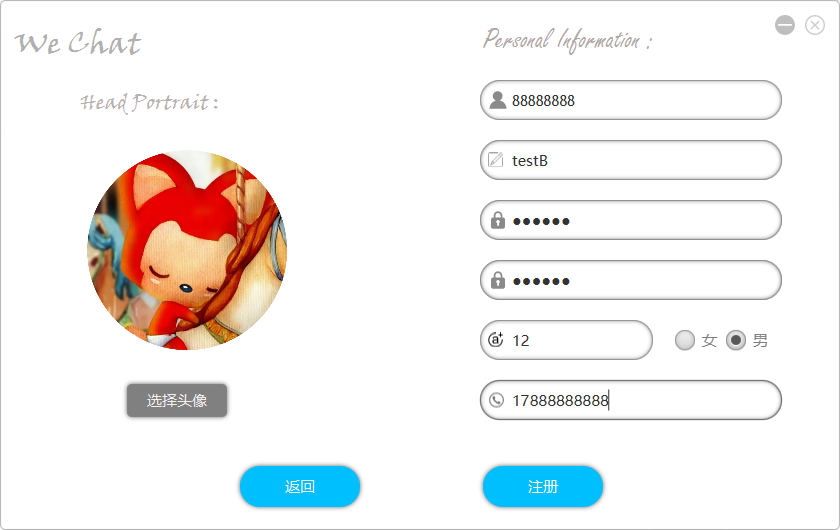 We Chat
Head Portrait :
选择头像
Personal Information :
88888888
testB
●●●●●●
●●●●●●
12
女 男
17888888888
返回
注册